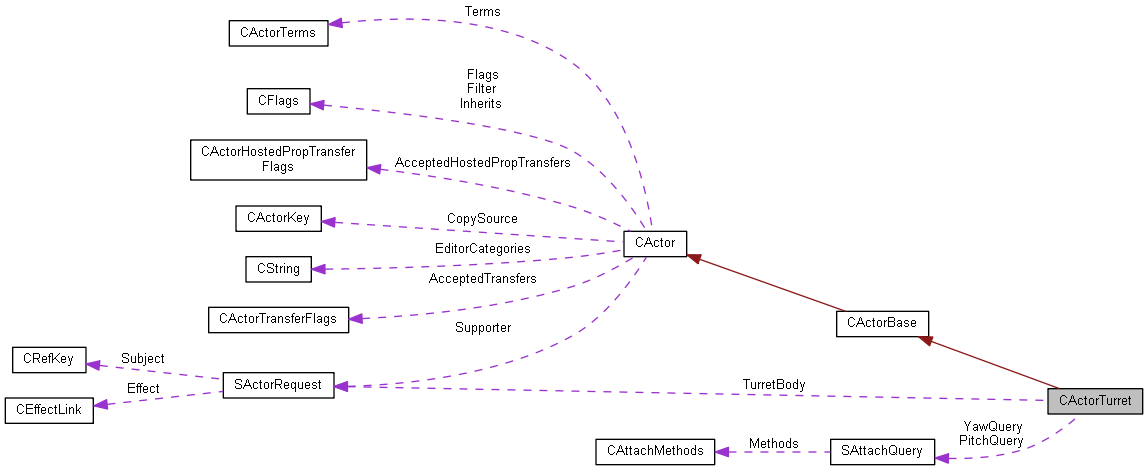 Terms
CActorTerms
Flags
Filter
Inherits
CFlags
CActorHostedPropTransfer
Flags
AcceptedHostedPropTransfers
CActorKey
CopySource
CActor
EditorCategories
CString
AcceptedTransfers
CActorTransferFlags
CActorBase
Supporter
CRefKey
Subject
SActorRequest
TurretBody
Effect
CEffectLink
CActorTurret
YawQuery
PitchQuery
CAttachMethods
Methods
SAttachQuery